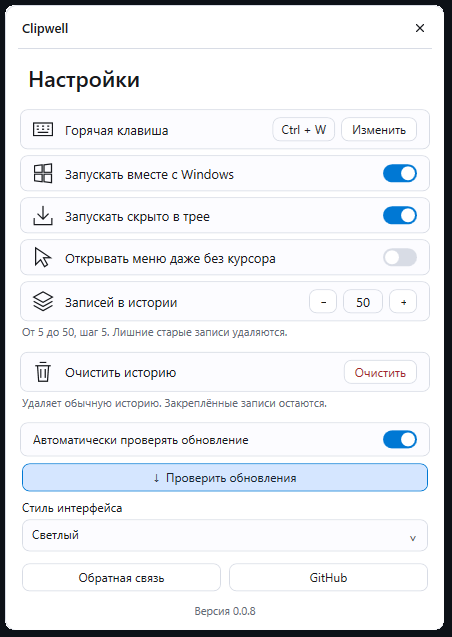 Clipwell
Настройки
Горячая клавиша Ctrl + W Изменить
Запускать вместе с Windows
Запускать скрыто в трее
Открывать меню даже без курсора
Записей в истории - 50 +
От 5 до 50, шаг 5. Лишние старые записи удаляются.
Очистить историю Очистить
Удаляет обычную историю. Закреплённые записи остаются.
Автоматически проверять обновление
↓ Проверить обновления
Стиль интерфейса
Светлый
Обратная связь GitHub
Версия 0.0.8